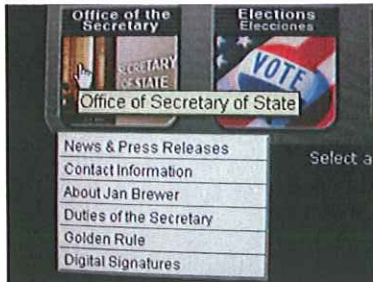 Office of the
Secretary
Elections
Elecciones
SECRETARY
OF STATE
VOTE
Office of Secretary of State
Select a
News & Press Releases
Contact Information
About Jan Brewer
Duties of the Secretary
Golden Rule
Digital Signatures